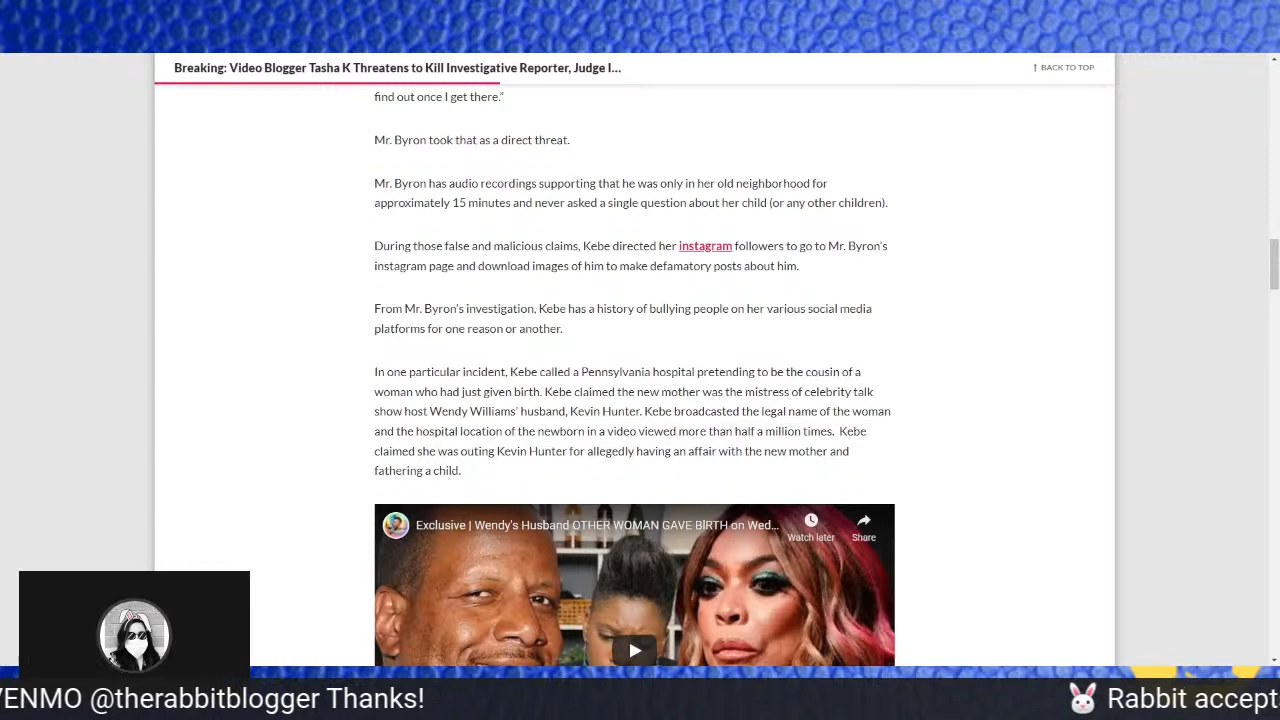 Breaking: Video Blogger Tasha K Threatens to Kill Investigative Reporter, Judge I...
↑ BACK TO TOP
find out once I get there.”
Mr. Byron took that as a direct threat.
Mr. Byron has audio recordings supporting that he was only in her old neighborhood for
approximately 15 minutes and never asked a single question about her child (or any other children).
During those false and malicious claims, Kebe directed her instagram followers to go to Mr. Byron’s
instagram page and download images of him to make defamatory posts about him.
From Mr. Byron’s investigation, Kebe has a history of bullying people on her various social media
platforms for one reason or another.
In one particular incident, Kebe called a Pennsylvania hospital pretending to be the cousin of a
woman who had just given birth. Kebe claimed the new mother was the mistress of celebrity talk
show host Wendy Williams’ husband, Kevin Hunter. Kebe broadcasted the legal name of the woman
and the hospital location of the newborn in a video viewed more than half a million times. Kebe
claimed she was outing Kevin Hunter for allegedly having an affair with the new mother and
fathering a child.
Exclusive | Wendy's Husband OTHER WOMAN GAVE BIRTH on Wed...
Watch later
Share
VENMO @therabbitblogger Thanks!
🐰 Rabbit accept